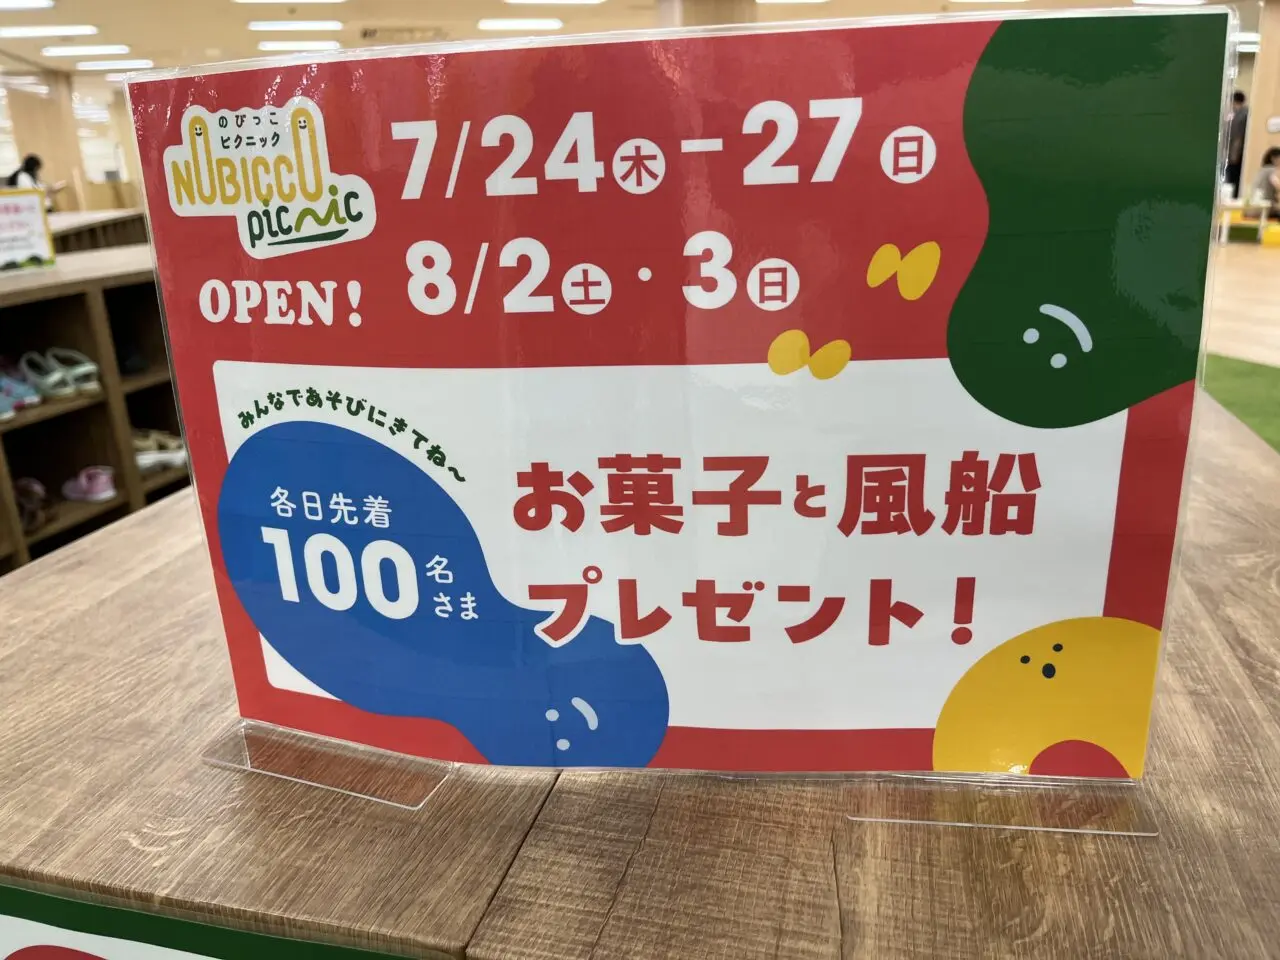 のびっこ
ピクニック
NOBICCO
picnic
OPEN!
7/24木-27日
8/2土・3日
みんなであそびにきてね〜
各日先着
100名さま
お菓子と風船
プレゼント!